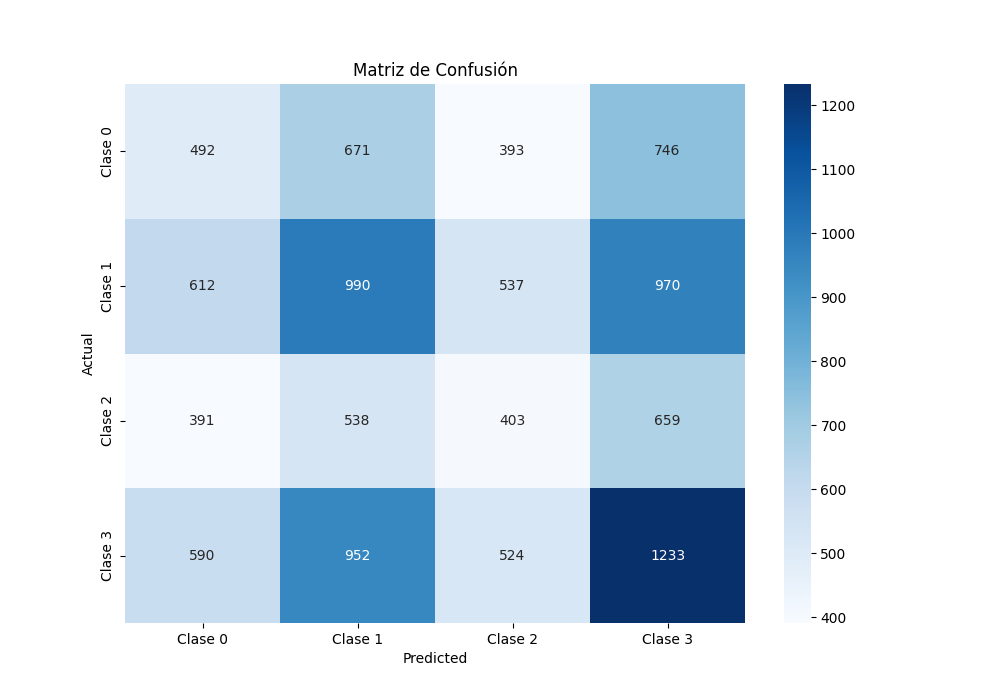 Matriz de Confusión
Clase 0
492 671 393 746
Clase 1
612 990 537 970
Clase 2
391 538 403 659
Clase 3
590 952 524 1233
Actual
Clase 0 Clase 1 Clase 2 Clase 3
Predicted
1200
1100
1000
900
800
700
600
500
400